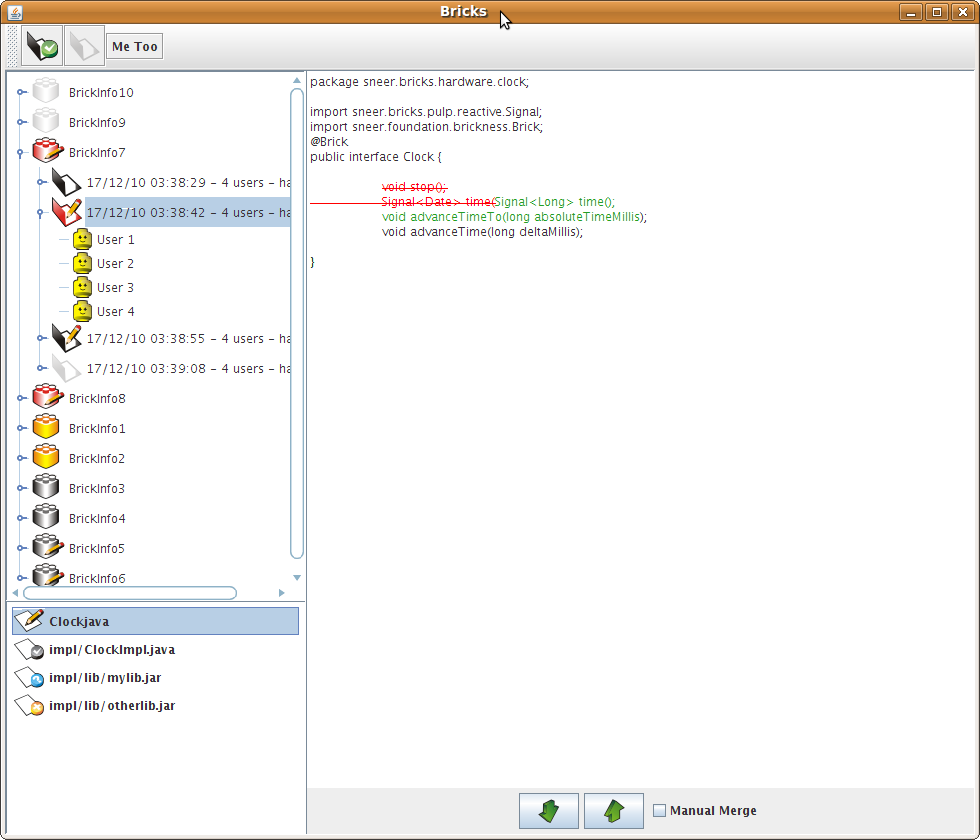 Bricks
Me Too
BrickInfo10
BrickInfo9
BrickInfo7
17/12/10 03:38:29 - 4 users - ha
17/12/10 03:38:42 - 4 users - ha
User 1
User 2
User 3
User 4
17/12/10 03:38:55 - 4 users - ha
17/12/10 03:39:08 - 4 users - ha
BrickInfo8
BrickInfo1
BrickInfo2
BrickInfo3
BrickInfo4
BrickInfo5
BrickInfo6
Clockjava
impl/ClockImpl.java
impl/lib/mylib.jar
impl/lib/otherlib.jar
package sneer.bricks.hardware.clock;
import sneer.bricks.pulp.reactive.Signal;
import sneer.foundation.brickness.Brick;
@Brick
public interface Clock {
void stop();
Signal<Date> time(Signal<Long> time();
void advanceTimeTo(long absoluteTimeMillis);
void advanceTime(long deltaMillis);
}
Manual Merge